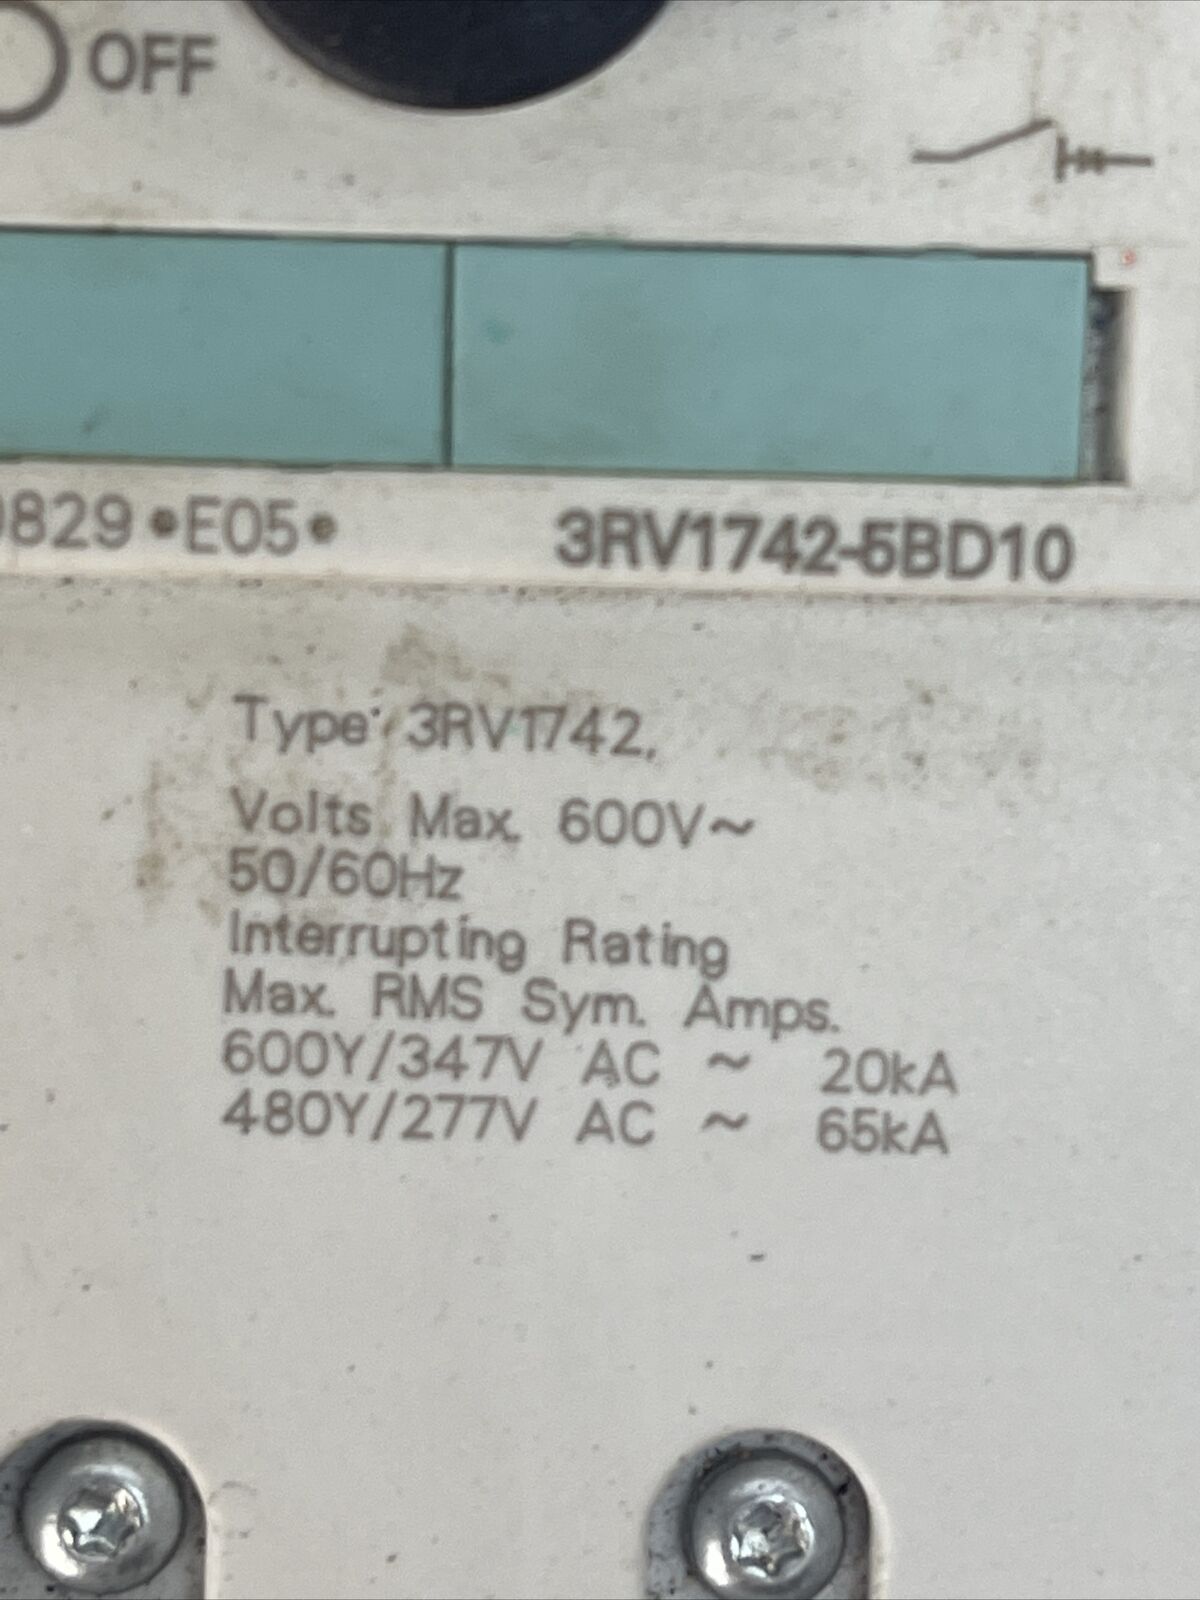 OFF
0829 •E05•
3RV1742-5BD10
Type: 3RV1742,
Volts Max. 600V~
50/60Hz
Interrupting Rating
Max. RMS Sym. Amps.
600Y/347V AC ~ 20kA
480Y/277V AC ~ 65kA